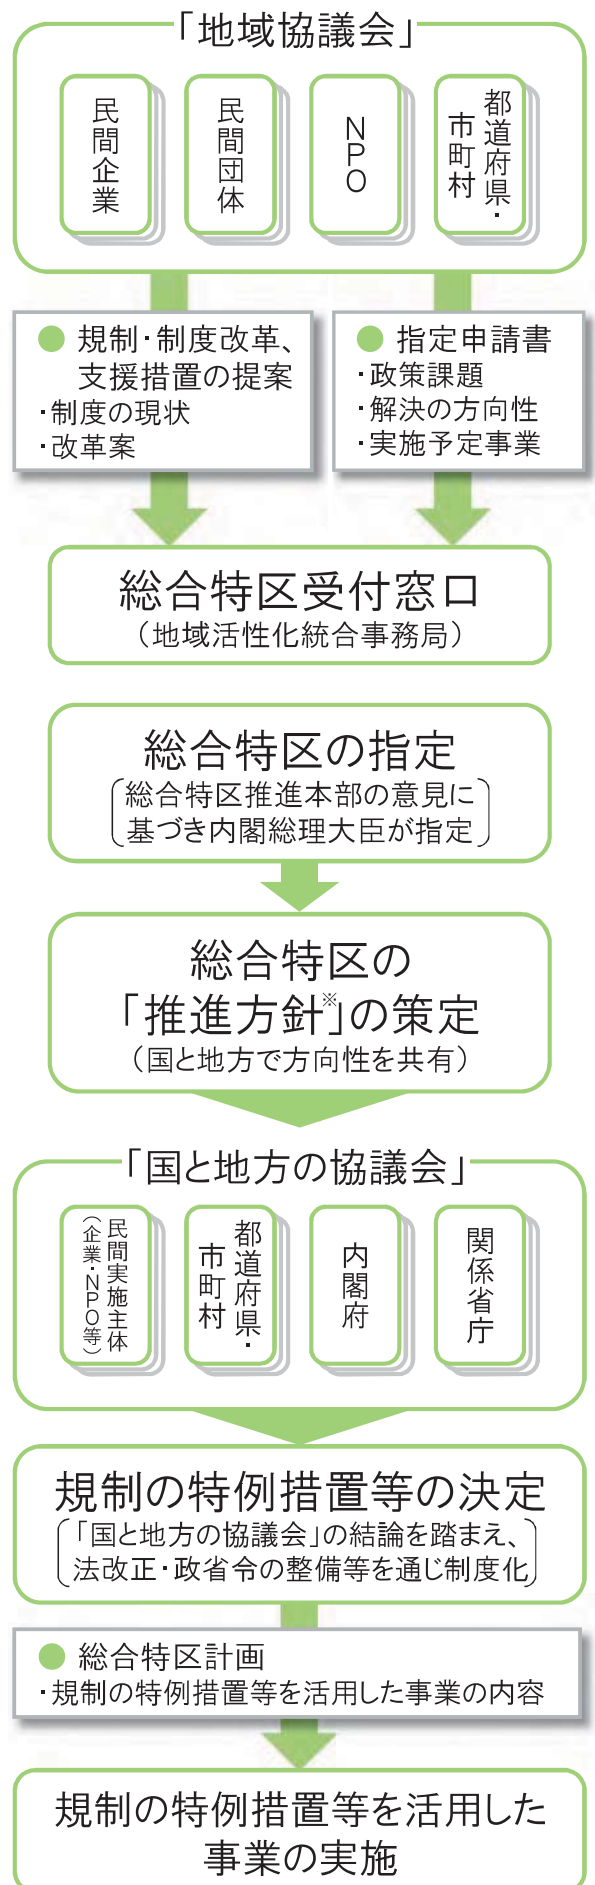 「地域協議会」
民間企業
民間団体
NPO
都道府県・
市町村
● 規制・制度改革、
支援措置の提案
・制度の現状
・改革案
● 指定申請書
・政策課題
・解決の方向性
・実施予定事業
総合特区受付窓口
（地域活性化統合事務局）
総合特区の指定
総合特区推進本部の意見に
基づき内閣総理大臣が指定
総合特区の
「推進方針※」の策定
（国と地方で方向性を共有）
「国と地方の協議会」
民間実施主体
（企業・NPO等）
都道府県・
市町村
内閣府
関係省庁
規制の特例措置等の決定
「国と地方の協議会」の結論を踏まえ、
法改正・政省令の整備等を通じ制度化
● 総合特区計画
・規制の特例措置等を活用した事業の内容
規制の特例措置等を活用した
事業の実施